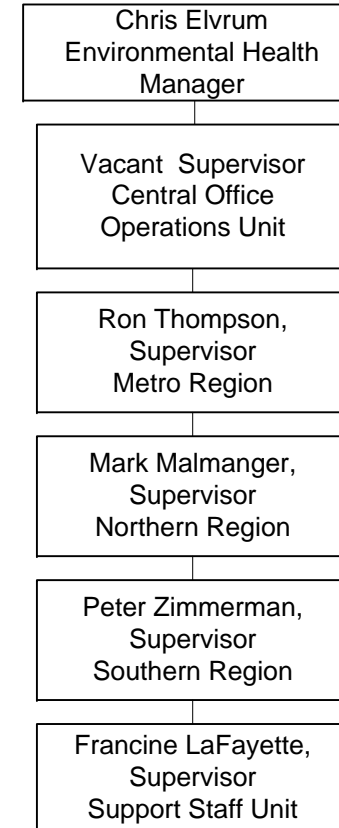 Chris Elvrum
Environmental Health
Manager
Vacant  Supervisor
Central Office
Operations Unit
Ron Thompson,
Supervisor
Metro Region
Mark Malmanger,
Supervisor
Northern Region
Peter Zimmerman,
Supervisor
Southern Region
Francine LaFayette,
Supervisor
Support Staff Unit